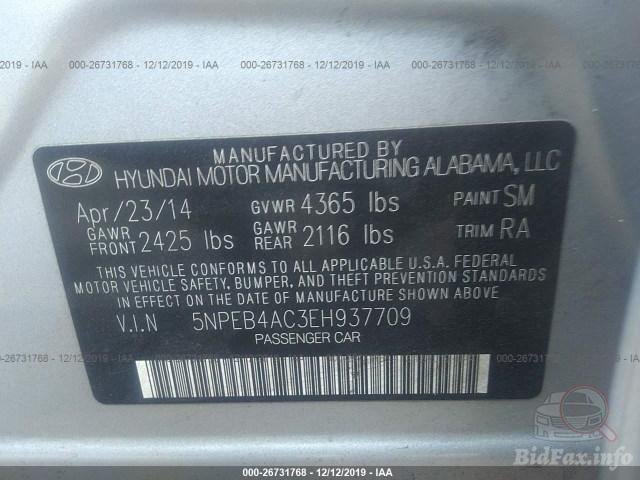 000-26731768 - 12/12/2019 - IAA
000-26731768 - 12/12/2019 - IAA
000-26731768 - 12/12/2019 - IAA
MANUFACTURED BY
HYUNDAI MOTOR MANUFACTURING ALABAMA, LLC
Apr/23/14 GVWR 4365 lbs PAINT SM
GAWR FRONT 2425 lbs GAWR REAR 2116 lbs TRIM RA
THIS VEHICLE CONFORMS TO ALL APPLICABLE U.S.A. FEDERAL
MOTOR VEHICLE SAFETY, BUMPER, AND THEFT PREVENTION STANDARDS
IN EFFECT ON THE DATE OF MANUFACTURE SHOWN ABOVE.
V.I.N 5NPEB4AC3EH937709
PASSENGER CAR
BidFax.info
000-26731768 - 12/12/2019 - IAA